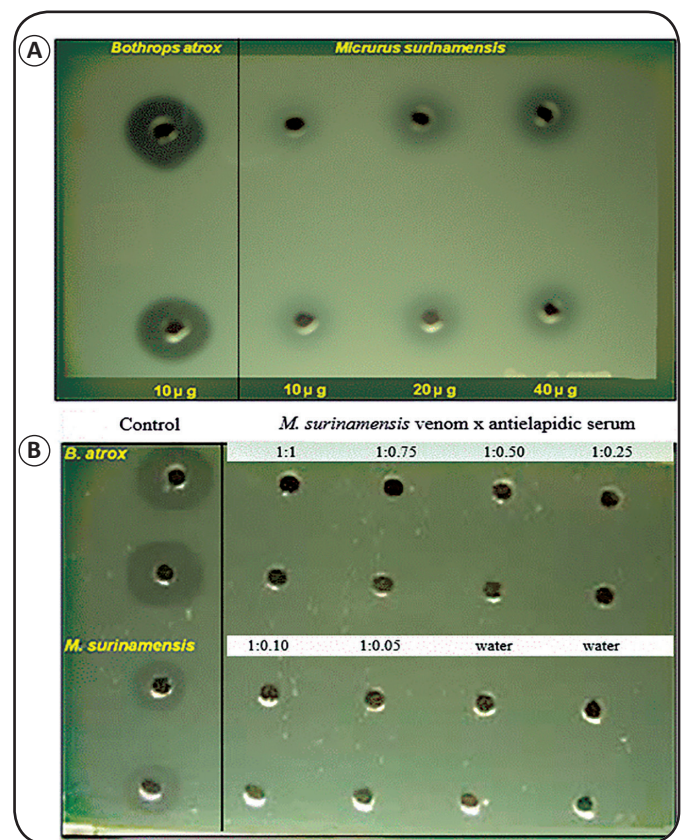 A
Bothrops atrox Micrurus surinamensis
10µg 10µg 20µg 40µg
Control M. surinamensis venom x antielapidic serum
B
B. atrox 1:1 1:0.75 1:0.50 1:0.25
M. surinamensis 1:0.10 1:0.05 water water